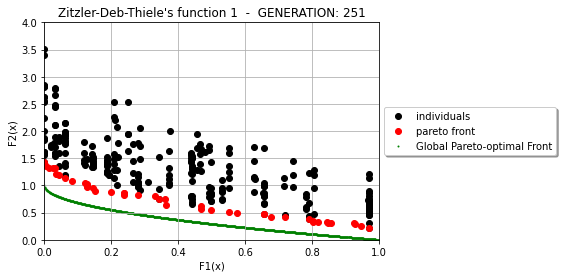 Zitzler-Deb-Thiele's function 1 - GENERATION: 251
4.0
3.5
3.0
2.5
2.0
1.5
1.0
0.5
0.0
F2(x)
0.0 0.2 0.4 0.6 0.8 1.0
F1(x)
individuals
pareto front
Global Pareto-optimal Front